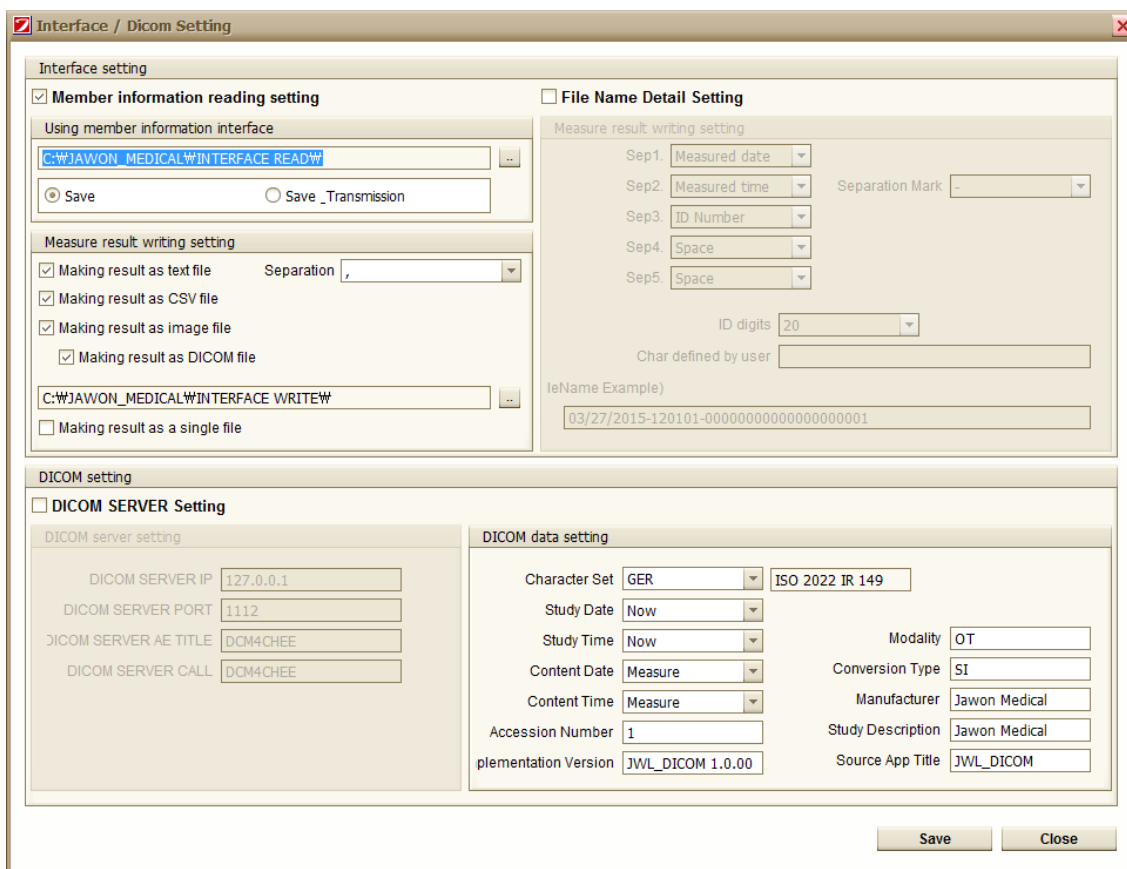 Interface / Dicom Setting
Interface setting
Member information reading setting
Using member information interface
C:₩JAWON_MEDICAL₩INTERFACE READ₩
..
Save
Save _Transmission
Measure result writing setting
Making result as text file
Separation
,
Making result as CSV file
Making result as image file
Making result as DICOM file
C:₩JAWON_MEDICAL₩INTERFACE WRITE₩
..
Making result as a single file
File Name Detail Setting
Measure result writing setting
Sep1. Measured date
Sep2. Measured time
Separation Mark -
Sep3. ID Number
Sep4. Space
Sep5. Space
ID digits 20
Char defined by user
leName Example)
03/27/2015-120101-00000000000000000001
DICOM setting
DICOM SERVER Setting
DICOM server setting
DICOM SERVER IP 127.0.0.1
DICOM SERVER PORT 1112
DICOM SERVER AE TITLE DCM4CHEE
DICOM SERVER CALL DCM4CHEE
DICOM data setting
Character Set GER ISO 2022 IR 149
Study Date Now
Study Time Now
Content Date Measure
Content Time Measure
Accession Number 1
plementation Version JWL_DICOM 1.0.00
Modality OT
Conversion Type SI
Manufacturer Jawon Medical
Study Description Jawon Medical
Source App Title JWL_DICOM
Save
Close